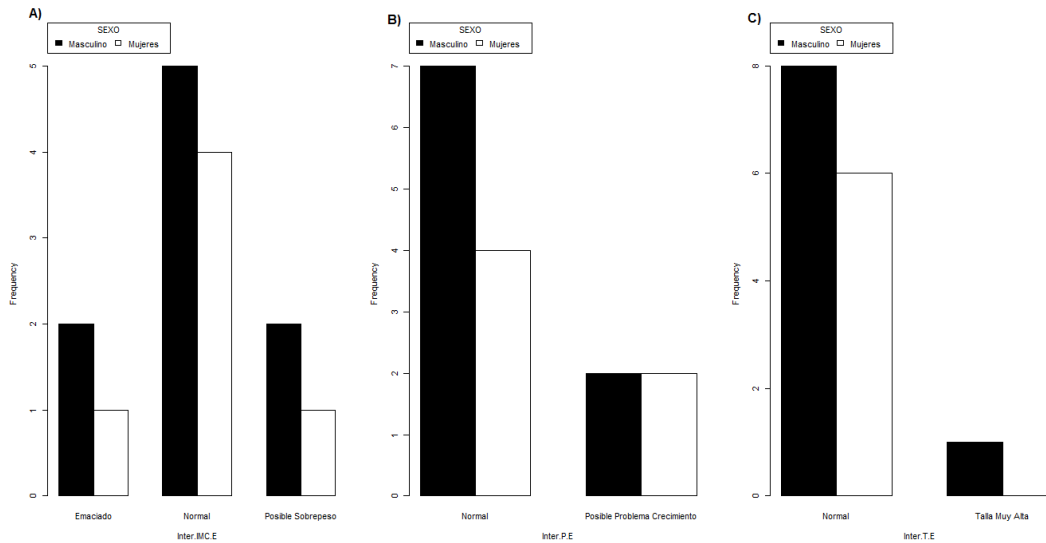 A)
SEXO
Masculino Mujeres
Frequency
0
1
2
3
4
5
Emaciado Normal Posible Sobrepeso
Inter.IMC.E
B)
SEXO
Masculino Mujeres
Frequency
0
1
2
3
4
5
6
7
Normal Posible Problema Crecimiento
Inter.P.E
C)
SEXO
Masculino Mujeres
Frequency
0
2
4
6
8
Normal Talla Muy Alta
Inter.T.E